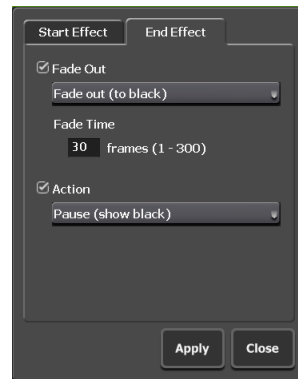 Start Effect End Effect
Fade Out
Fade out (to black)
Fade Time
30 frames (1 - 300)
Action
Pause (show black)
Apply Close